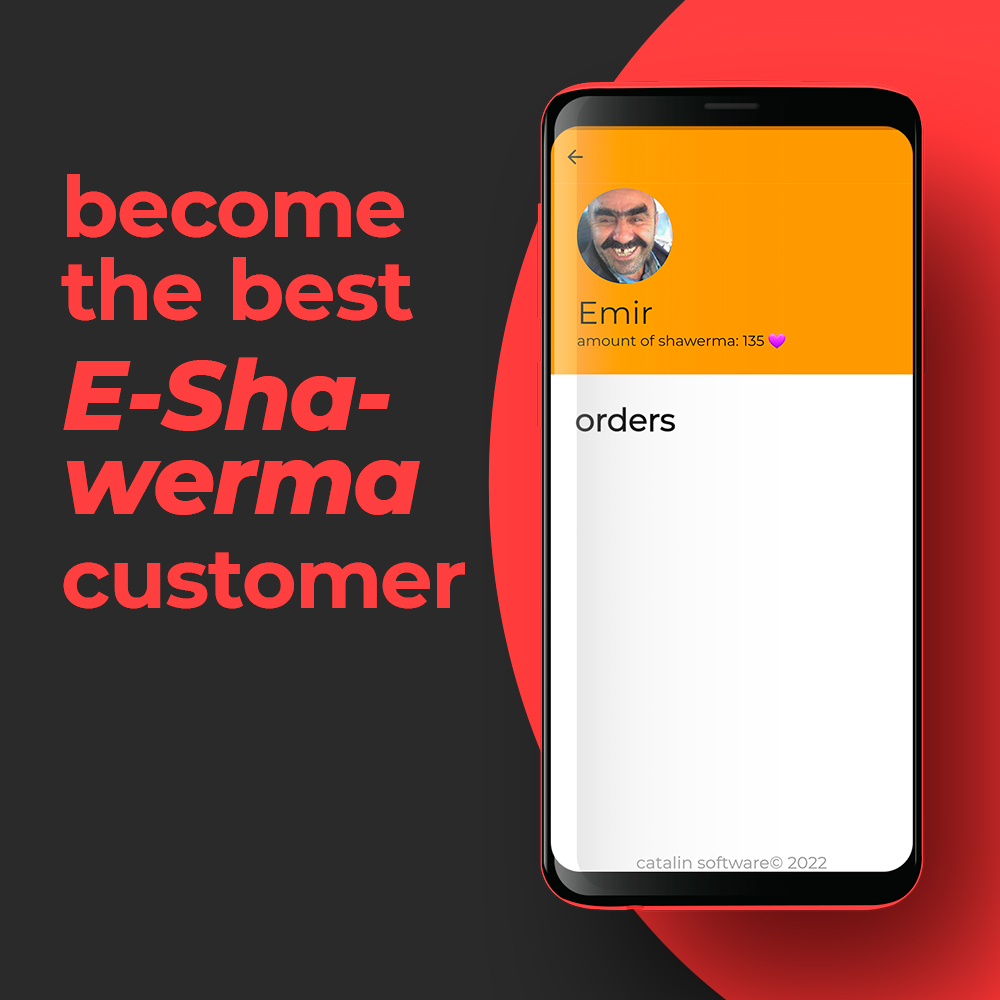 become
the best
E-Sha-
werma
customer
Emir
amount of shawerma: 135 💜
orders
catalin software© 2022